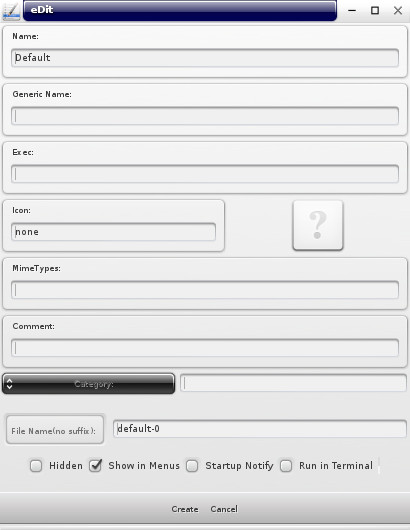 eDit
Name:
Default
Generic Name:
Exec:
Icon:
none
?
MimeTypes:
Comment:
Category:
File Name(no suffix):
default-0
Hidden Show in Menus Startup Notify Run in Terminal
Create Cancel